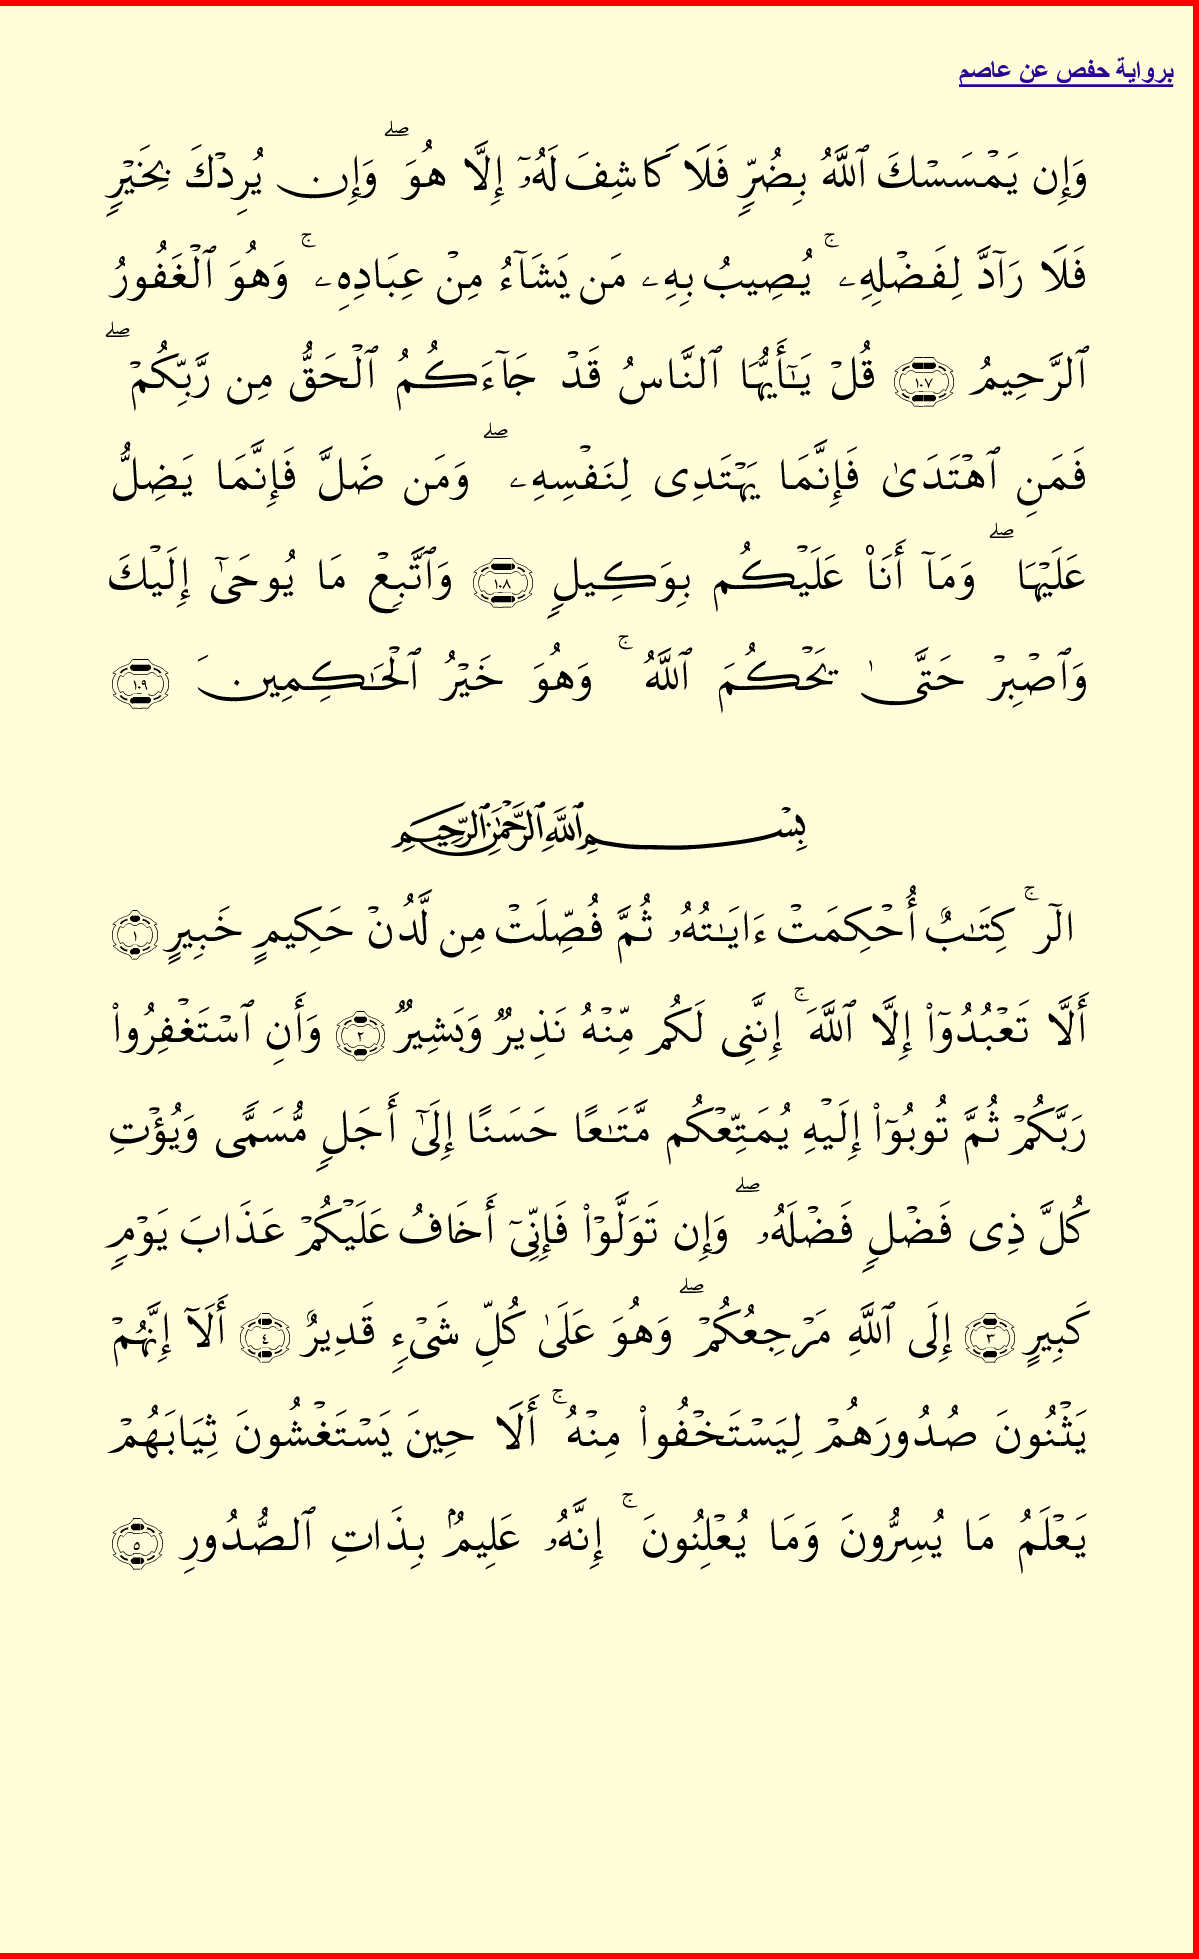 برواية حفص عن عاصم
وَإِن يَمْسَسْكَ ٱللَّهُ بِضُرٍّۢ فَلَا كَاشِفَ لَهُۥٓ إِلَّا هُوَ ۖ وَإِن يُرِدْكَ بِخَيْرٍۢ
فَلَا رَآدَّ لِفَضْلِهِۦ ۚ يُصِيبُ بِهِۦ مَن يَشَآءُ مِنْ عِبَادِهِۦ ۚ وَهُوَ ٱلْغَفُورُ
ٱلرَّحِيمُ ١٠٧ قُلْ يَـٰٓأَيُّهَا ٱلنَّاسُ قَدْ جَآءَكُمُ ٱلْحَقُّ مِن رَّبِّكُمْ ۖ
فَمَنِ ٱهْتَدَىٰ فَإِنَّمَا يَهْتَدِى لِنَفْسِهِۦ ۖ وَمَن ضَلَّ فَإِنَّمَا يَضِلُّ
عَلَيْهَا ۖ وَمَآ أَنَا۠ عَلَيْكُم بِوَكِيلٍۢ ١٠٨ وَٱتَّبِعْ مَا يُوحَىٰٓ إِلَيْكَ
وَٱصْبِرْ حَتَّىٰ يَحْكُمَ ٱللَّهُ ۚ وَهُوَ خَيْرُ ٱلْحَـٰكِمِينَ ١٠٩
بِسْمِ ٱللَّهِ ٱلرَّحْمَـٰنِ ٱلرَّحِيمِ
الٓر ۚ كِتَـٰبٌ أُحْكِمَتْ ءَايَـٰتُهُۥ ثُمَّ فُصِّلَتْ مِن لَّدُنْ حَكِيمٍ خَبِيرٍ ١
أَلَّا تَعْبُدُوٓا۟ إِلَّا ٱللَّهَ ۚ إِنَّنِى لَكُم مِّنْهُ نَذِيرٌۭ وَبَشِيرٌۭ ٢ وَأَنِ ٱسْتَغْفِرُوا۟
رَبَّكُمْ ثُمَّ تُوبُوٓا۟ إِلَيْهِ يُمَتِّعْكُم مَّتَـٰعًا حَسَنًا إِلَىٰٓ أَجَلٍۢ مُّسَمًّۭى وَيُؤْتِ
كُلَّ ذِى فَضْلٍۢ فَضْلَهُۥ ۖ وَإِن تَوَلَّوْا۟ فَإِنِّىٓ أَخَافُ عَلَيْكُمْ عَذَابَ يَوْمٍۢ
كَبِيرٍ ٣ إِلَى ٱللَّهِ مَرْجِعُكُمْ ۖ وَهُوَ عَلَىٰ كُلِّ شَىْءٍۢ قَدِيرٌ ٤ أَلَآ إِنَّهُمْ
يَثْنُونَ صُدُورَهُمْ لِيَسْتَخْفُوا۟ مِنْهُ ۚ أَلَا حِينَ يَسْتَغْشُونَ ثِيَابَهُمْ
يَعْلَمُ مَا يُسِرُّونَ وَمَا يُعْلِنُونَ ۚ إِنَّهُۥ عَلِيمٌۢ بِذَاتِ ٱلصُّدُورِ ٥